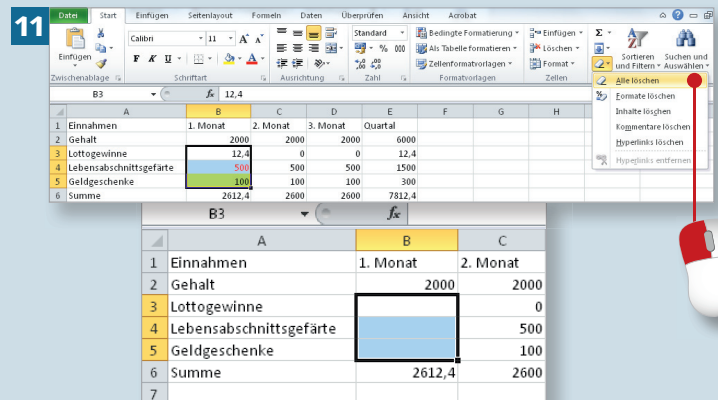 11
Datei Start Einfügen Seitenlayout Formeln Daten Überprüfen Ansicht Acrobat
Einfügen
Zwischenablage
Calibri 11 A A
F K U A
Schriftart
Ausrichtung
Standard
% 000
Zahl
Bedingte Formatierung
Als Tabelle formatieren
Zellenformatvorlagen
Formatvorlagen
Einfügen
Löschen
Format
Zellen
Σ
Sortieren und Filtern
Suchen und Auswählen
Alle löschen
Formate löschen
Inhalte löschen
Kommentare löschen
Hyperlinks löschen
Hyperlinks entfernen
B3 fx 12,4
A B C D E F G H
1 Einnahmen 1. Monat 2. Monat 3. Monat Quartal
2 Gehalt 2000 2000 2000 6000
3 Lottogewinne 12,4 0 0 12,4
4 Lebensabschnittsgefärte 500 500 500 1500
5 Geldgeschenke 100 100 100 300
6 Summe 2612,4 2600 2600 7812,4
B3 fx
A B C
1 Einnahmen 1. Monat 2. Monat
2 Gehalt 2000 2000
3 Lottogewinne 0
4 Lebensabschnittsgefärte 500
5 Geldgeschenke 100
6 Summe 2612,4 2600
7